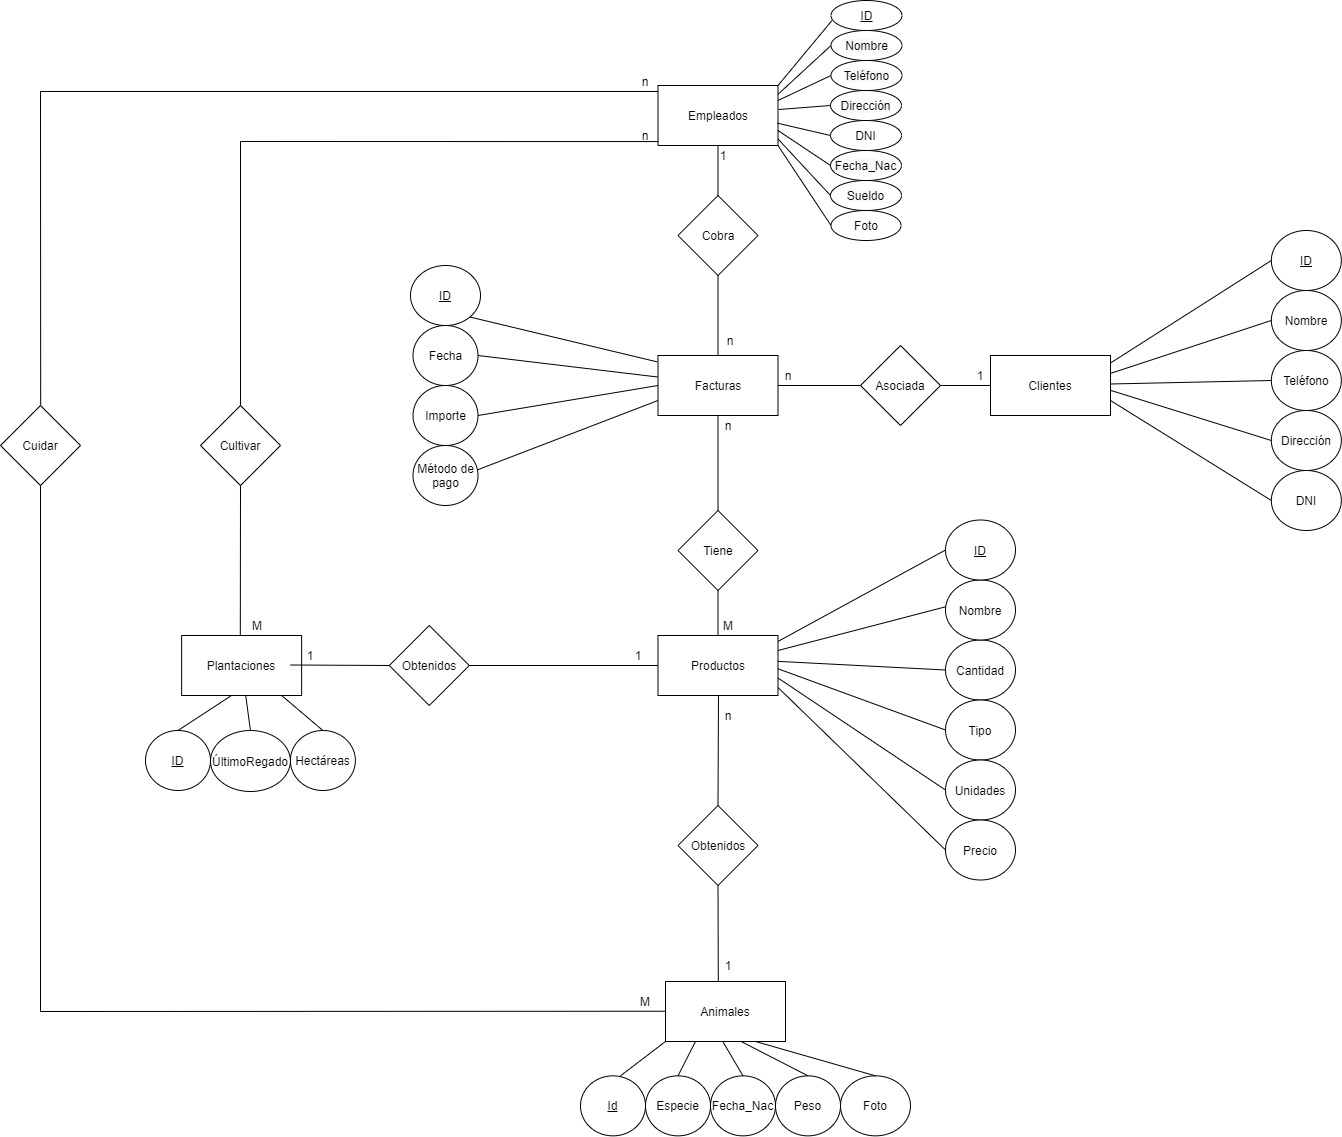 ID
Nombre
Teléfono
Dirección
DNI
Fecha_Nac
Sueldo
Foto
n
Empleados
n
1
Cobra
n
ID
Fecha
Importe
Método de
pago
Facturas
n
Asociada
1
Clientes
ID
Nombre
Teléfono
Dirección
DNI
n
Cuidar
Cultivar
Tiene
M
M
Plantaciones
1
Obtenidos
1
Productos
ID
Nombre
Cantidad
Tipo
Unidades
Precio
ID
ÚltimoRegado
Hectáreas
n
Obtenidos
1
M
Animales
Id
Especie
Fecha_Nac
Peso
Foto